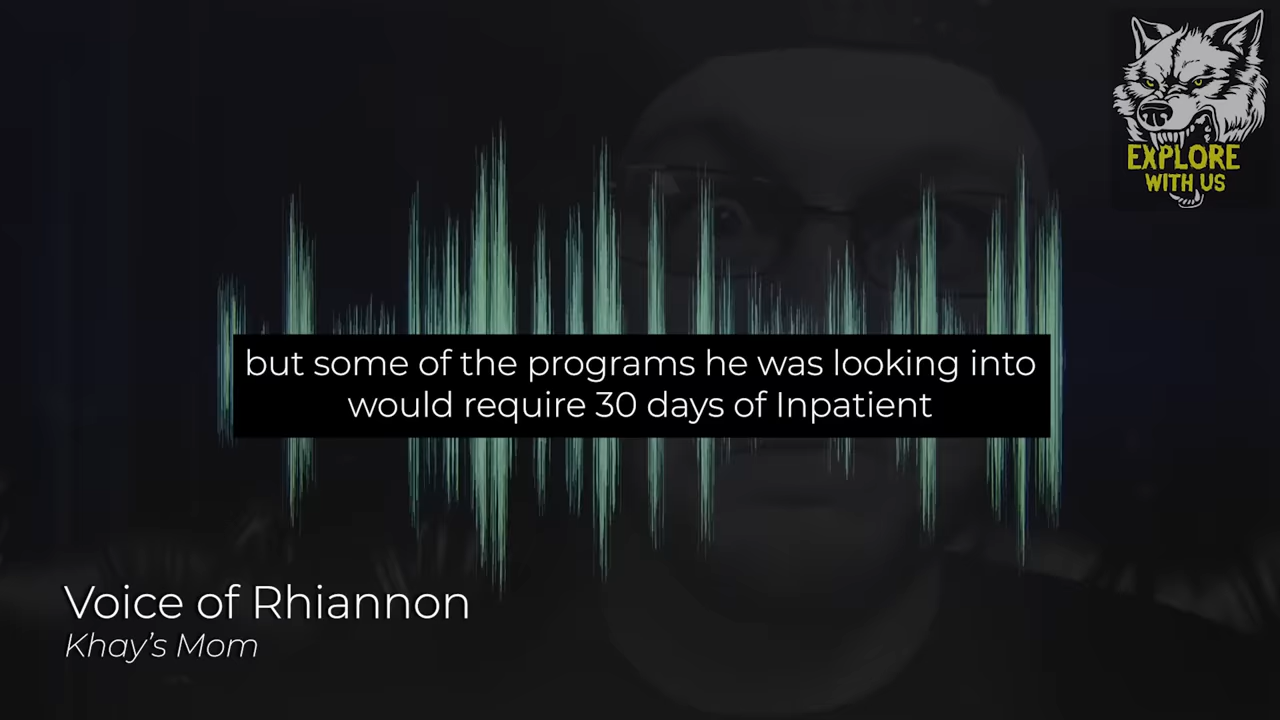 EXPLORE
WITH US
but some of the programs he was looking into
would require 30 days of Inpatient
Voice of Rhiannon
Khay's Mom